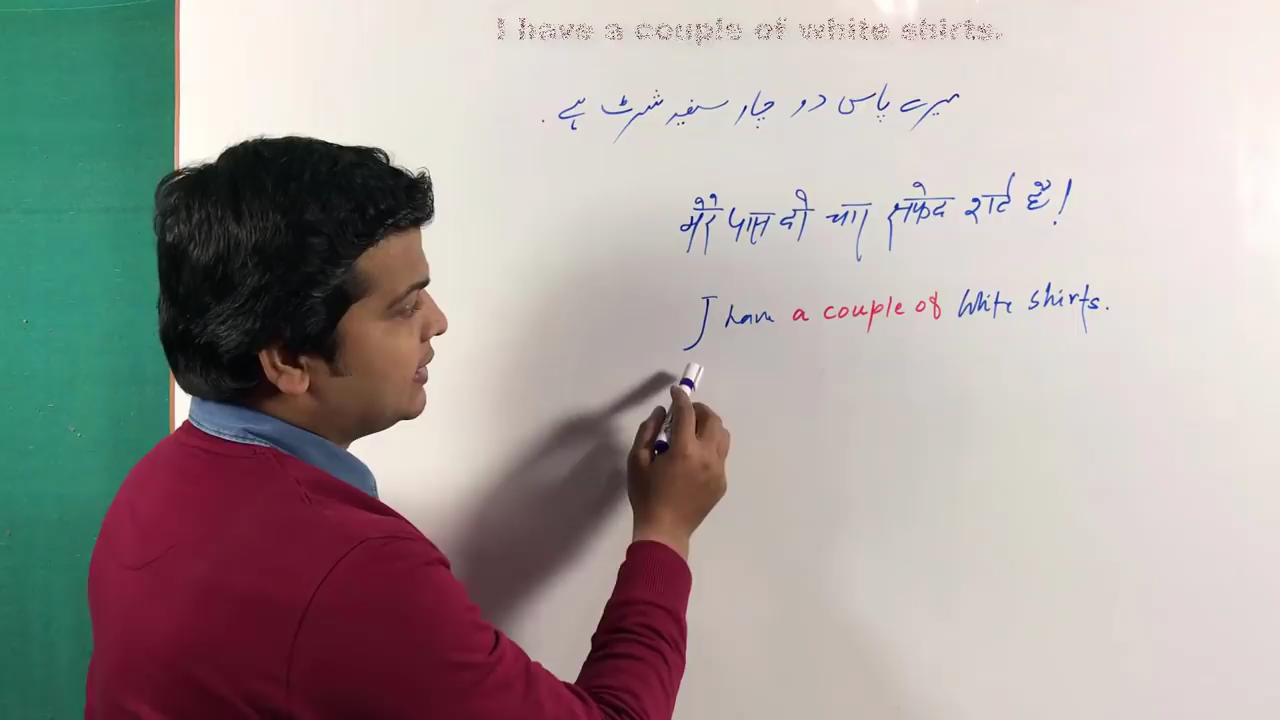 I have a couple of white shirts.
میرے پاس دو چار سفید شرٹ ہے .
मेरे पास दो चार सफेद शर्ट हैं !
I have a couple of White shirts.